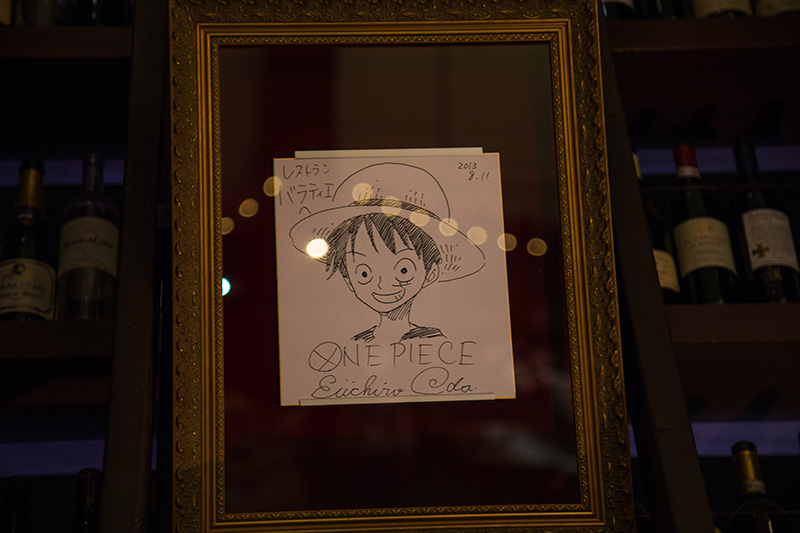 レストラン
バラティエ
へ
2013
8.11.
ONE PIECE
Eiichiro Oda.